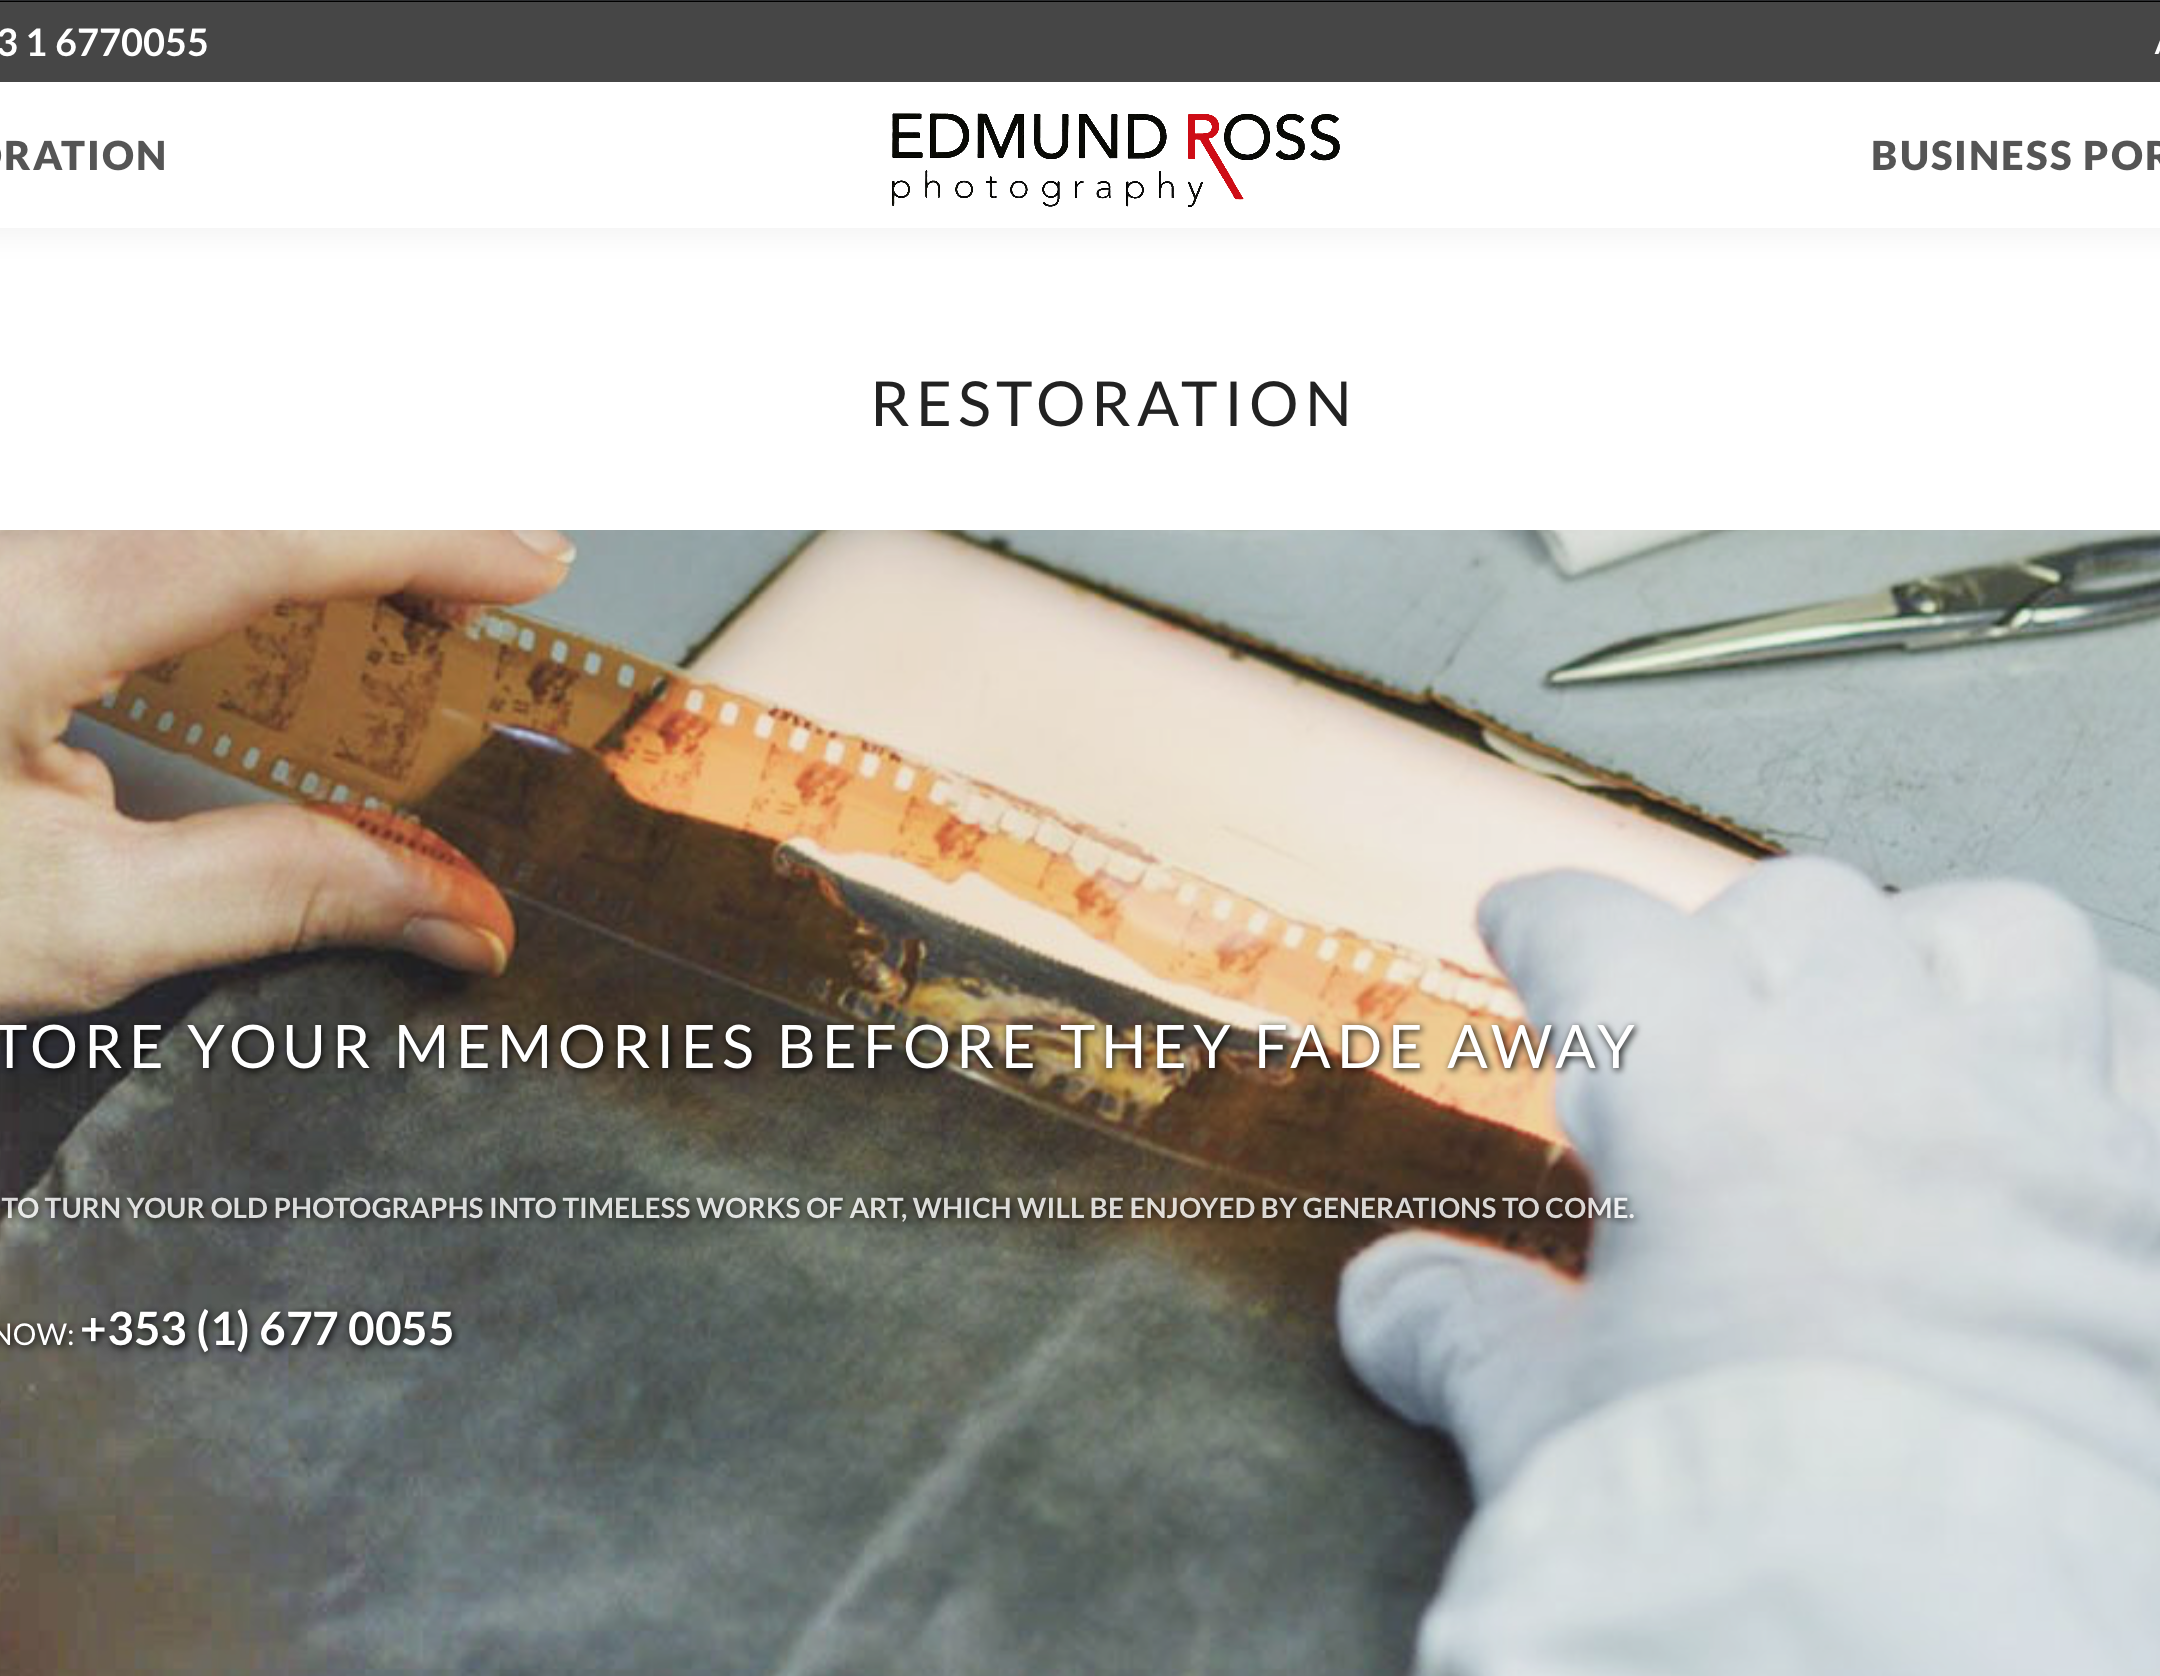 3 1 6770055
ORATION
EDMUND ROSS
photography
BUSINESS POR
RESTORATION
TORE YOUR MEMORIES BEFORE THEY FADE AWAY
TO TURN YOUR OLD PHOTOGRAPHS INTO TIMELESS WORKS OF ART, WHICH WILL BE ENJOYED BY GENERATIONS TO COME.
NOW: +353 (1) 677 0055